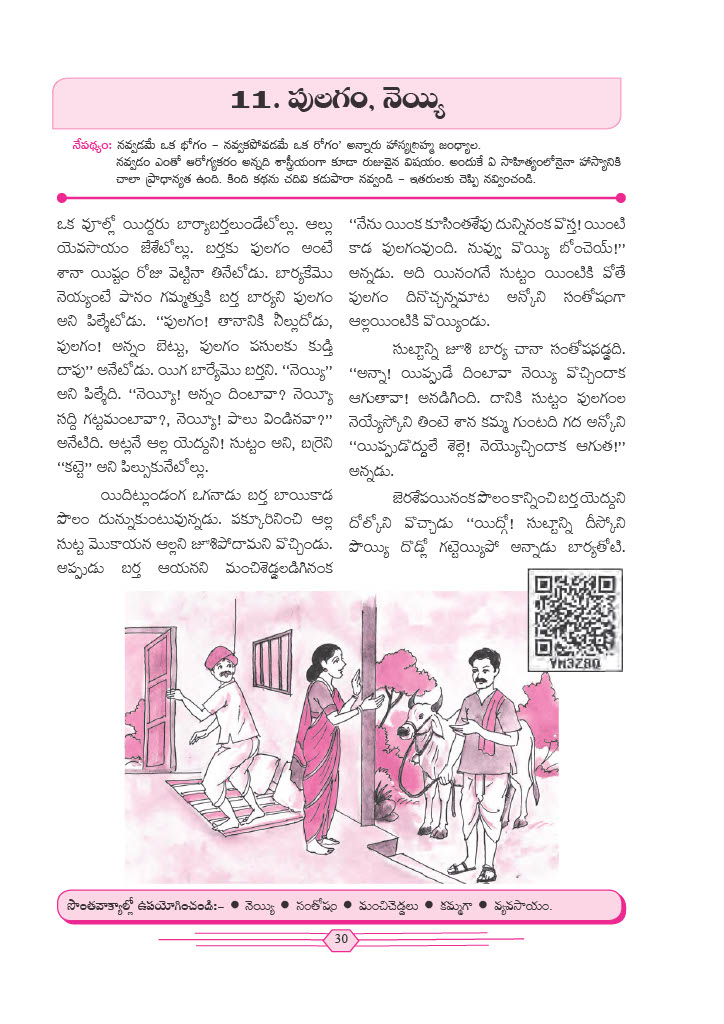 11. పులగం, నెయ్యి
నేపథ్యం: నవ్వడమే ఒక భోగం – నవ్వకపోవడమే ఒక రోగం' అన్నారు హాస్యబ్రహ్మ జంధ్యాల.
నవ్వడం ఎంతో ఆరోగ్యకరం అన్నది శాస్త్రీయంగా కూడా రుజువైన విషయం. అందుకే ఏ సాహిత్యంలోనైనా హాస్యానికి
చాలా ప్రాధాన్యత ఉంది. కింది కథను చదివి కడుపారా నవ్వండి – ఇతరులకు చెప్పి నవ్వించండి.
ఒక వూల్లో యిద్దరు బార్యాబర్తలుండేటోల్లు. ఆల్లు
యెవసాయం జేశేటోల్లు. బర్తకు పులగం అంటే
శానా యిష్టం రోజు వెట్టినా తినేటోడు. బార్యకేమొ
నెయ్యంటే పానం గమ్మత్తుకి బర్త బార్యని పులగం
అని పిల్శేటోడు. "పులగం! తానానికి నీల్లుదోడు,
పులగం! అన్నం బెట్టు, పులగం పసులకు కుడ్తి
దాపు" అనేటోడు. యిగ బార్యేమొ బర్తని. "నెయ్యి"
అని పిల్శేది. "నెయ్యీ! అన్నం దింటావా? నెయ్యీ
సద్ది గట్టమంటావా?, నెయ్యీ! పాలు విండినవా?"
అనేటిది. అట్లనే ఆల్ల యెద్దుని! సుట్టం అని, బర్రెని
"కట్టె" అని పిల్సుకునేటోల్లు.
యిదిట్లుండంగ ఒగనాడు బర్త బాయికాడ
పొలం దున్నుకుంటువున్నడు. పక్కూరినించి ఆల్ల
సుట్ట మొకాయన ఆల్లని జూశిపోదామని వొచ్చిండు.
అప్పుడు బర్త ఆయనని మంచిశెడ్డలడిగినంక
"నేను యింక కూసింతశేపు దున్నినంక వొస్త! యింటి
కాడ పులగంవుంది. నువ్వు వొయ్యి బోంచెయ్!"
అన్నడు. అది యినంగనే సుట్టం యింటికి వోతే
పులగం దినొచ్చన్నమాట అన్కోని సంతోషంగా
ఆల్లయింటికి వొయ్యిండు.
సుట్టాన్ని జూశి బార్య చానా సంతోషపడ్డది.
"అన్నా! యిప్పుడే దింటావా నెయ్యి వొచ్చిందాక
ఆగుతావా! అనడిగింది. దానికి సుట్టం పులగంల
నెయ్యేస్కోని తింటె శాన కమ్మ గుంటది గద అన్కోని
"యిప్పుడొద్దులే శెల్లె! నెయ్యొచ్చిందాక ఆగుత!"
అన్నడు.
జెరశేపయినంక పొలం కాన్నించి బర్త యెద్దుని
దోల్కోని వొచ్చాడు "యిద్గో! సుట్టాన్ని దీస్కోని
పొయ్యి దొడ్లో గట్టెయ్యిపో అన్నాడు బార్యతోటి.
VM3Z8Q
సొంతవాక్యాల్లో ఉపయోగించండి:- ● నెయ్యి ● సంతోషం ● మంచిచెడ్డలు ● కమ్మగా ● వ్యవసాయం.
30